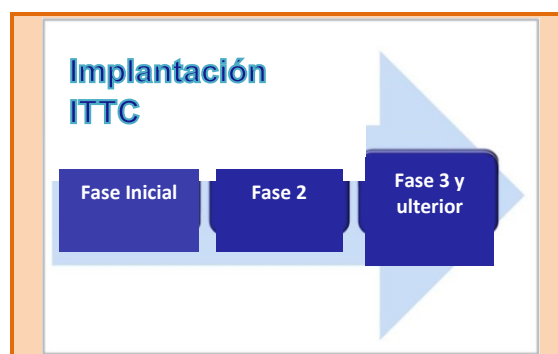 Implantación
ITTC
Fase Inicial
Fase 2
Fase 3 y
ulterior